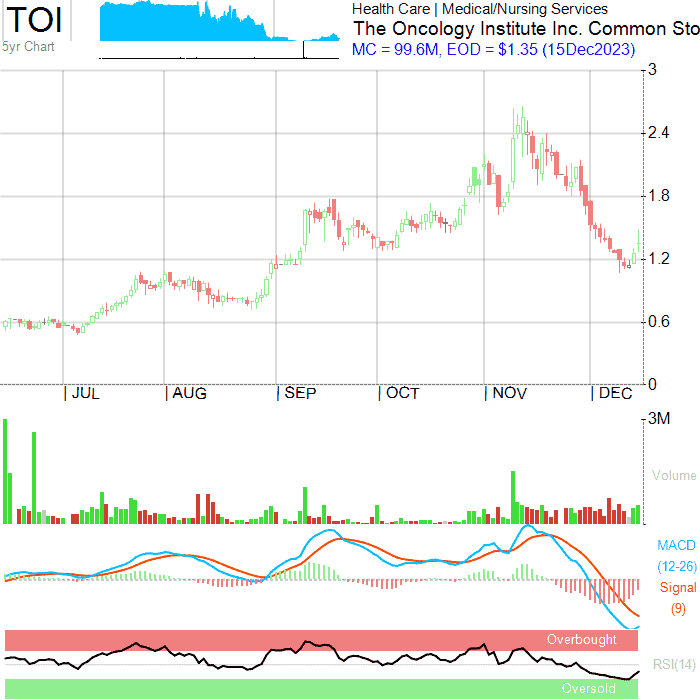 TOI
5yr Chart
Health Care | Medical/Nursing Services
The Oncology Institute Inc. Common Sto
MC = 99.6M, EOD = $1.35 (15Dec2023)
3
2.4
1.8
1.2
0.6
0
| JUL | AUG | SEP | OCT | NOV | DEC
3M
Volume
MACD
(12-26)
Signal
(9)
Overbought
RSI(14)
Oversold